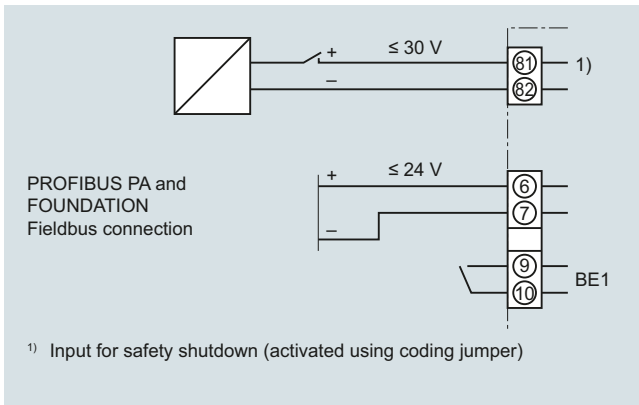 + ≤ 30 V 81 1)
– 82
PROFIBUS PA and
FOUNDATION
Fieldbus connection
+ ≤ 24 V 6
– 7
9
10
BE1
1) Input for safety shutdown (activated using coding jumper)